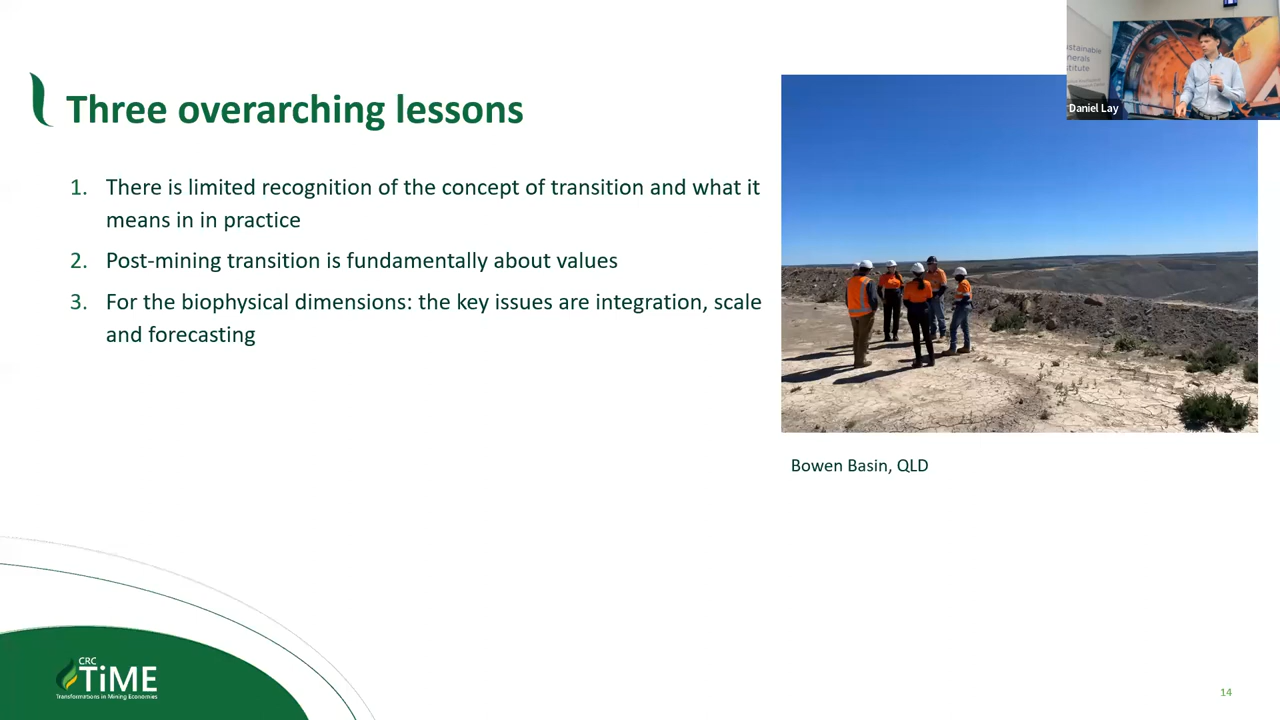 Three overarching lessons
1. There is limited recognition of the concept of transition and what it
means in in practice
2. Post-mining transition is fundamentally about values
3. For the biophysical dimensions: the key issues are integration, scale
and forecasting
Bowen Basin, QLD
Daniel Lay
CRC
TiME
Transformations in Mining Economies
14